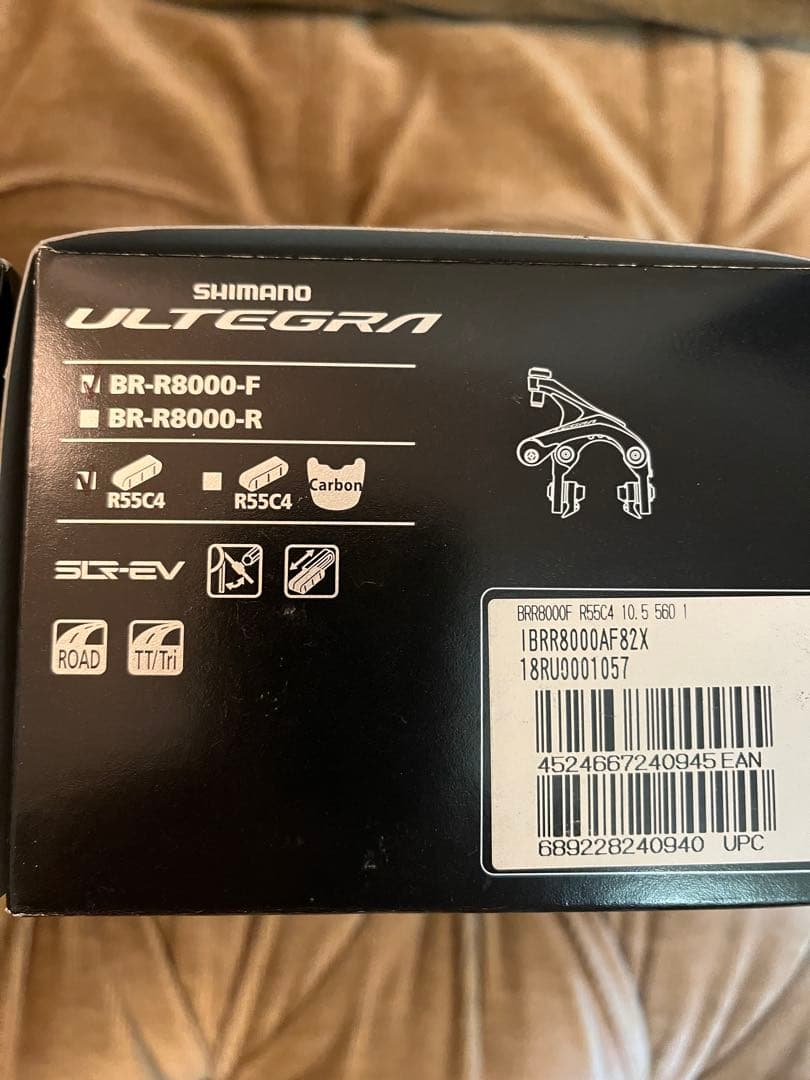 SHIMANO
ULTEGRA
BR-R8000-F
BR-R8000-R
R55C4 R55C4 Carbon
SLR-EV
ROAD TT/Tri
BRR8000F R55C4 10.5 560 1
IBRR8000AF82X
18RU9001057
4524667240945 EAN
689228240940 UPC